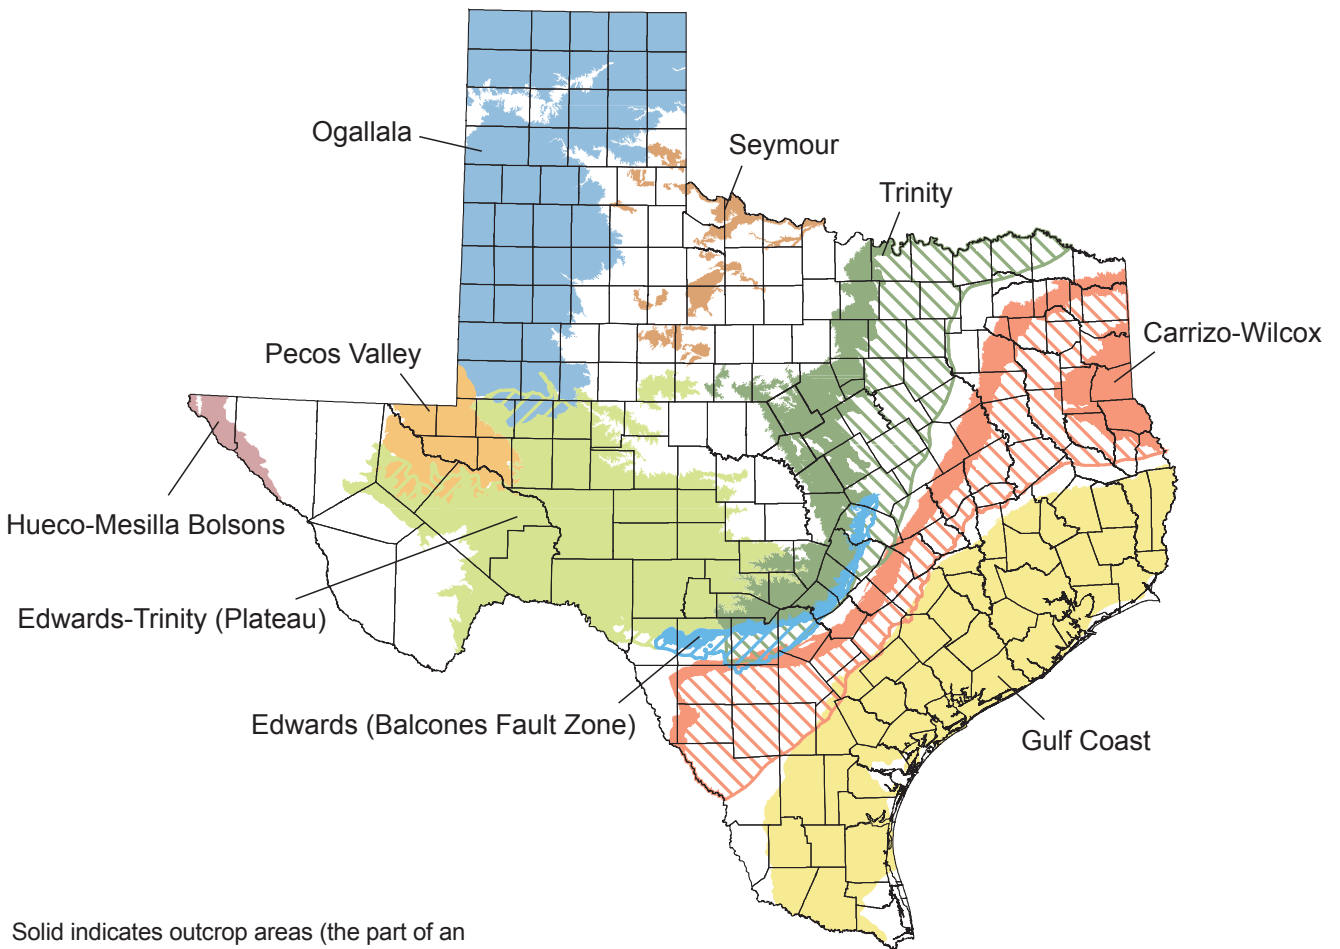 Ogallala
Seymour
Trinity
Carrizo-Wilcox
Pecos Valley
Hueco-Mesilla Bolsons
Edwards-Trinity (Plateau)
Edwards (Balcones Fault Zone)
Gulf Coast
Solid indicates outcrop areas (the part of an